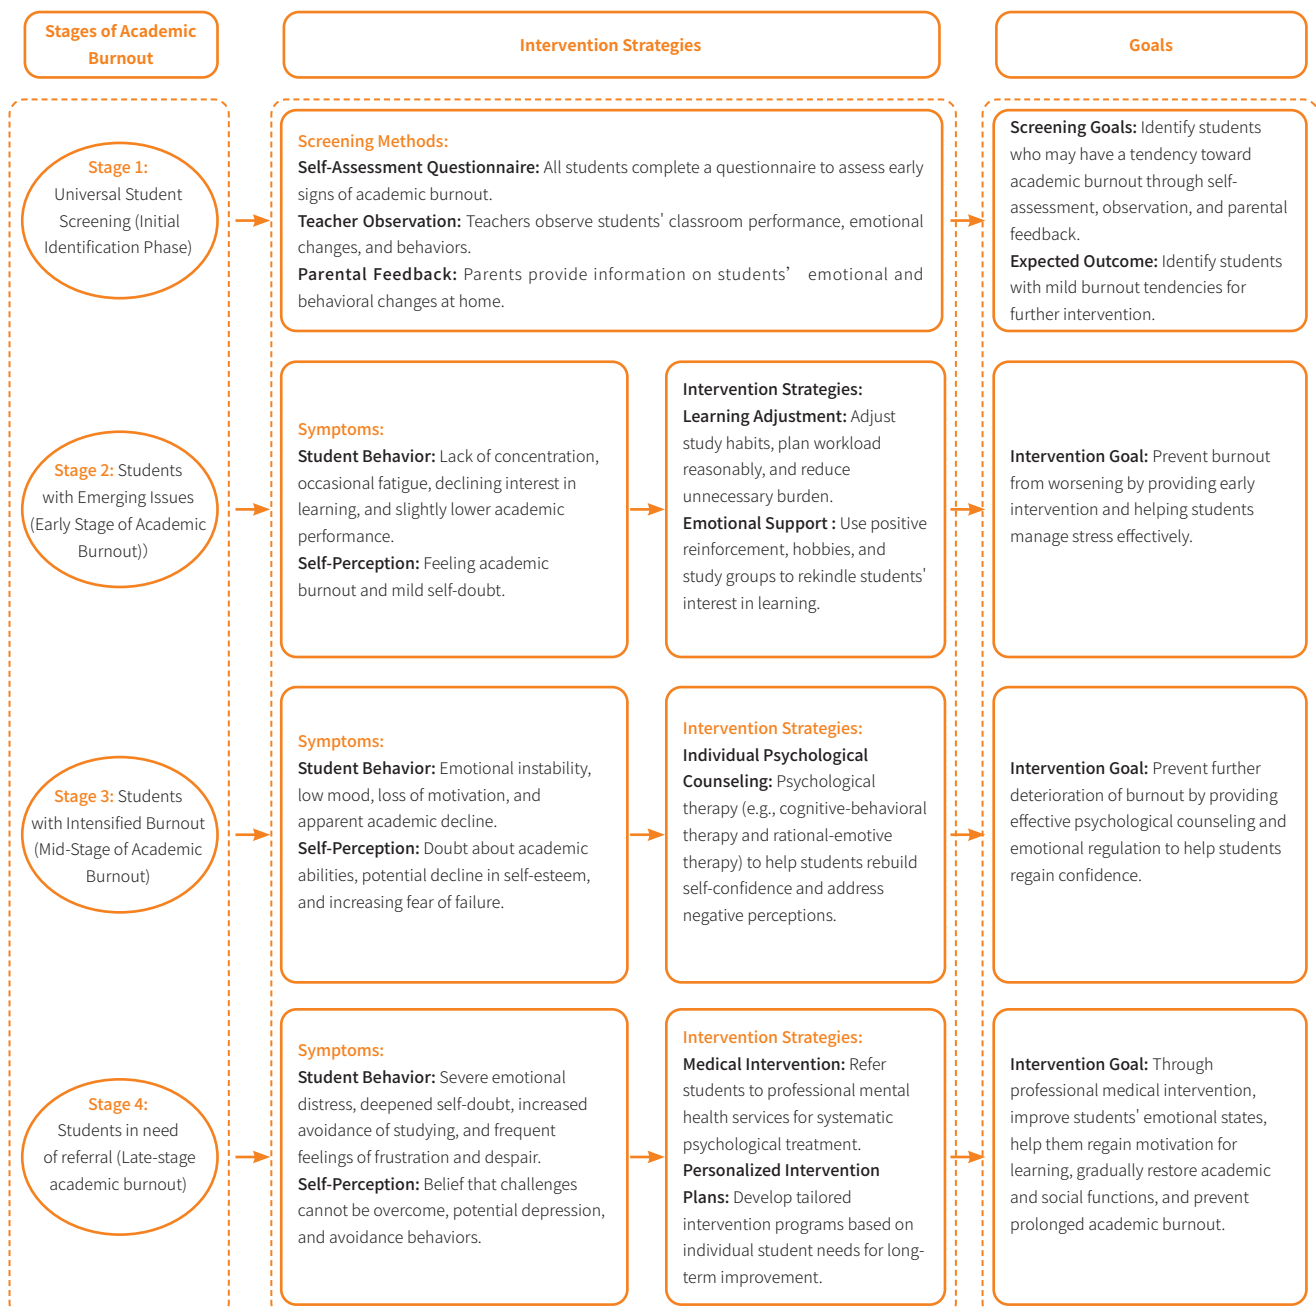 Stages of Academic
Burnout
Intervention Strategies
Goals
Stage 1:
Universal Student
Screening (Initial
Identification Phase)
Screening Methods:
Self-Assessment Questionnaire: All students complete a questionnaire to assess early
signs of academic burnout.
Teacher Observation: Teachers observe students' classroom performance, emotional
changes, and behaviors.
Parental Feedback: Parents provide information on students’ emotional and
behavioral changes at home.
Screening Goals: Identify students
who may have a tendency toward
academic burnout through self-
assessment, observation, and parental
feedback.
Expected Outcome: Identify students
with mild burnout tendencies for
further intervention.
Stage 2: Students
with Emerging Issues
(Early Stage of Academic
Burnout)）
Symptoms:
Student Behavior: Lack of concentration,
occasional fatigue, declining interest in
learning, and slightly lower academic
performance.
Self-Perception: Feeling academic
burnout and mild self-doubt.
Intervention Strategies:
Learning Adjustment: Adjust
study habits, plan workload
reasonably, and reduce
unnecessary burden.
Emotional Support : Use positive
reinforcement, hobbies, and
study groups to rekindle students'
interest in learning.
Intervention Goal: Prevent burnout
from worsening by providing early
intervention and helping students
manage stress effectively.
Stage 3: Students
with Intensified Burnout
(Mid-Stage of Academic
Burnout)
Symptoms:
Student Behavior: Emotional instability,
low mood, loss of motivation, and
apparent academic decline.
Self-Perception: Doubt about academic
abilities, potential decline in self-esteem,
and increasing fear of failure.
Intervention Strategies:
Individual Psychological
Counseling: Psychological
therapy (e.g., cognitive-behavioral
therapy and rational-emotive
therapy) to help students rebuild
self-confidence and address
negative perceptions.
Intervention Goal: Prevent further
deterioration of burnout by providing
effective psychological counseling and
emotional regulation to help students
regain confidence.
Stage 4:
Students in need
of referral (Late-stage
academic burnout)
Symptoms:
Student Behavior: Severe emotional
distress, deepened self-doubt, increased
avoidance of studying, and frequent
feelings of frustration and despair.
Self-Perception: Belief that challenges
cannot be overcome, potential depression,
and avoidance behaviors.
Intervention Strategies:
Medical Intervention: Refer
students to professional mental
health services for systematic
psychological treatment.
Personalized Intervention
Plans: Develop tailored
intervention programs based on
individual student needs for long-
term improvement.
Intervention Goal: Through
professional medical intervention,
improve students' emotional states,
help them regain motivation for
learning, gradually restore academic
and social functions, and prevent
prolonged academic burnout.